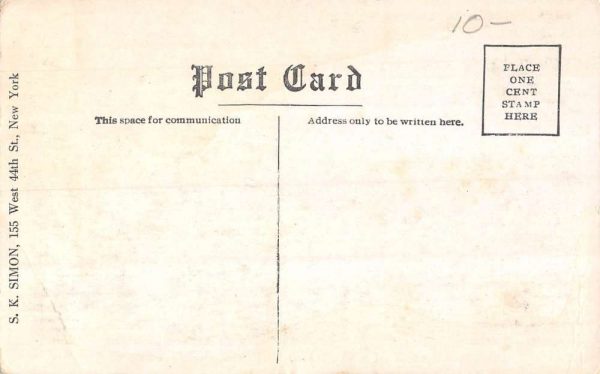 10-
Post Card
PLACE
ONE
CENT
STAMP
HERE
This space for communication
Address only to be written here.
S. K. SIMON, 155 West 44th St., New York